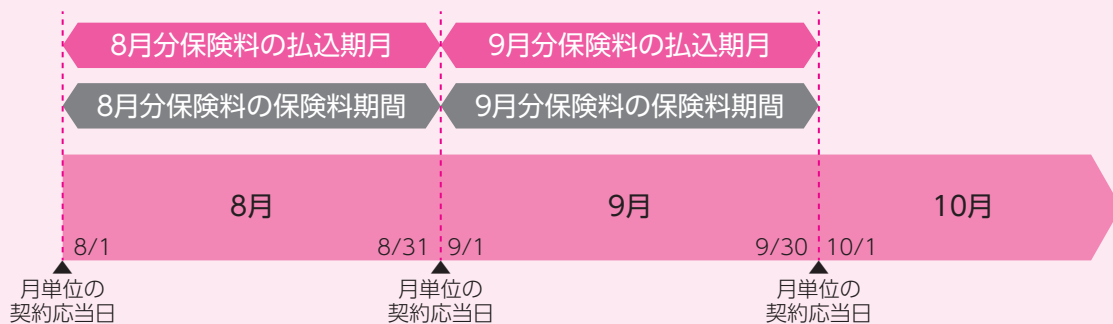 8月分保険料の払込期月
9月分保険料の払込期月
8月分保険料の保険料期間
9月分保険料の保険料期間
8月
9月
10月
8/1
8/31
9/1
9/30
10/1
月単位の
契約応当日
月単位の
契約応当日
月単位の
契約応当日